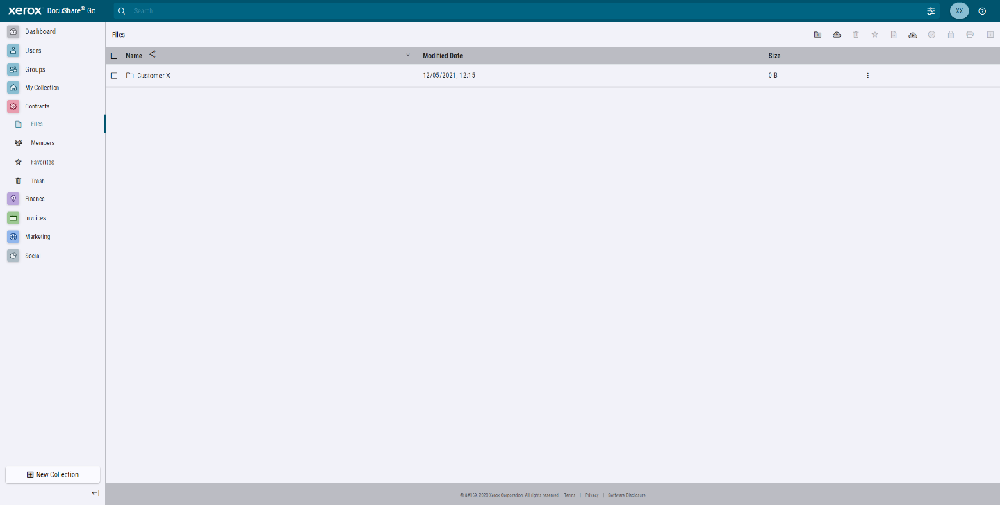 xerox™ DocuShare® Go
Search
XX
Dashboard
Users
Groups
My Collection
Contracts
Files
Members
Favorites
Trash
Finance
Invoices
Marketing
Social
New Collection
Files
Name Modified Date Size
Customer X 12/05/2021, 12:15 0 B
© &#169; 2020 Xerox Corporation. All rights reserved. Terms | Privacy | Software Disclosure